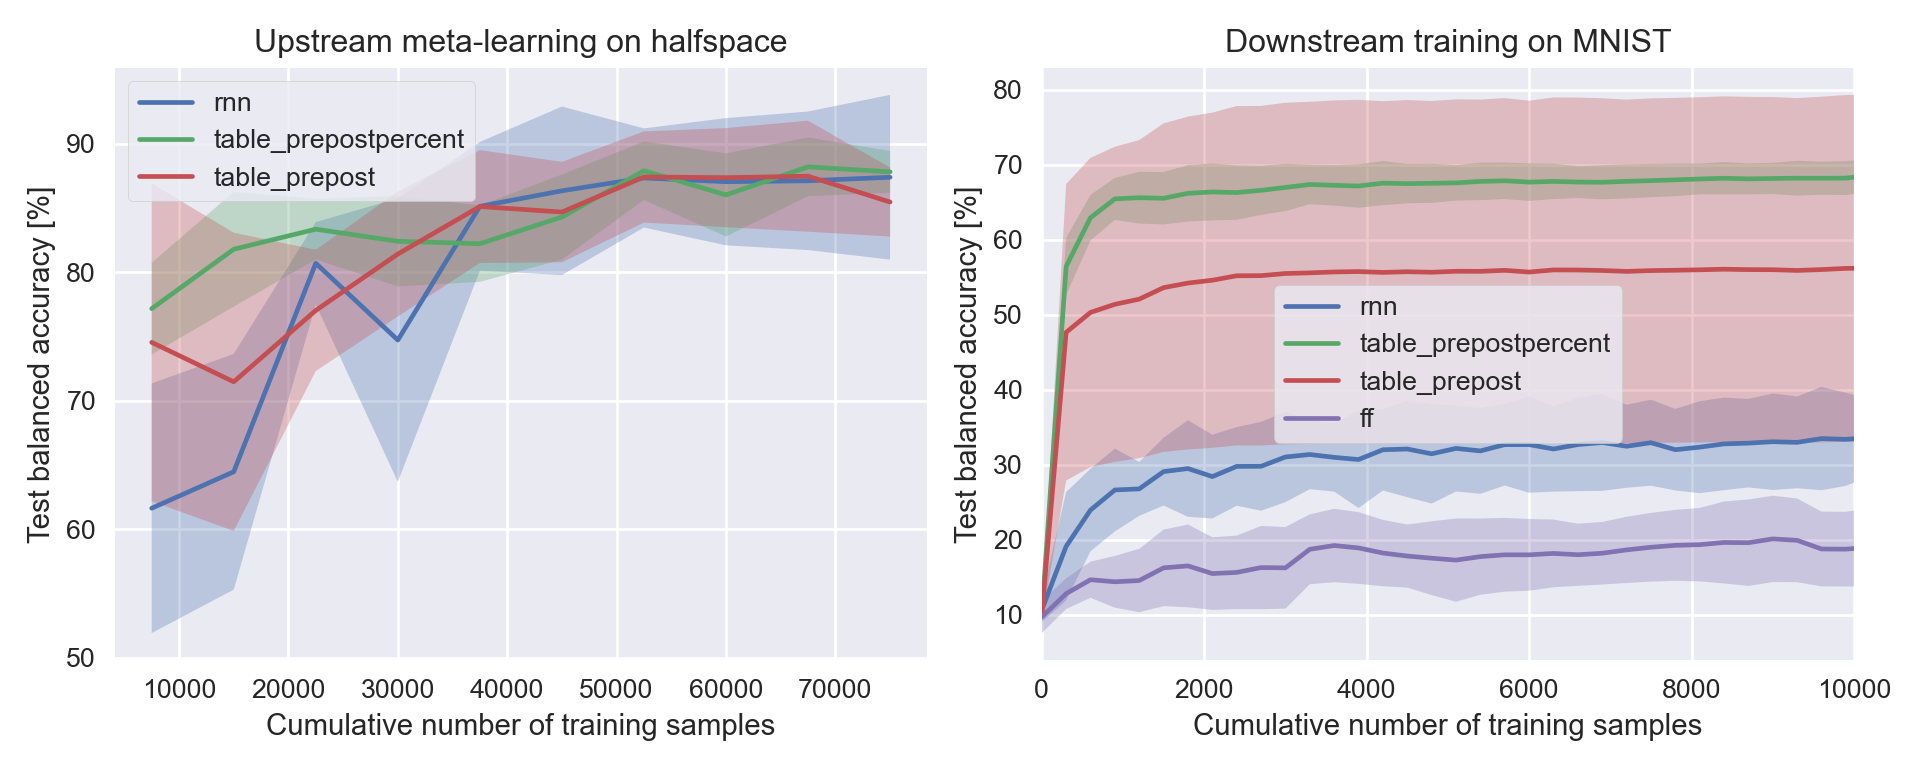 Upstream meta-learning on halfspace
rnn
table_prepostpercent
table_prepost
90
80
70
60
50
Test balanced accuracy [%]
10000 20000 30000 40000 50000 60000 70000
Cumulative number of training samples
Downstream training on MNIST
80
70
60
50
40
30
20
10
Test balanced accuracy [%]
rnn
table_prepostpercent
table_prepost
ff
0 2000 4000 6000 8000 10000
Cumulative number of training samples